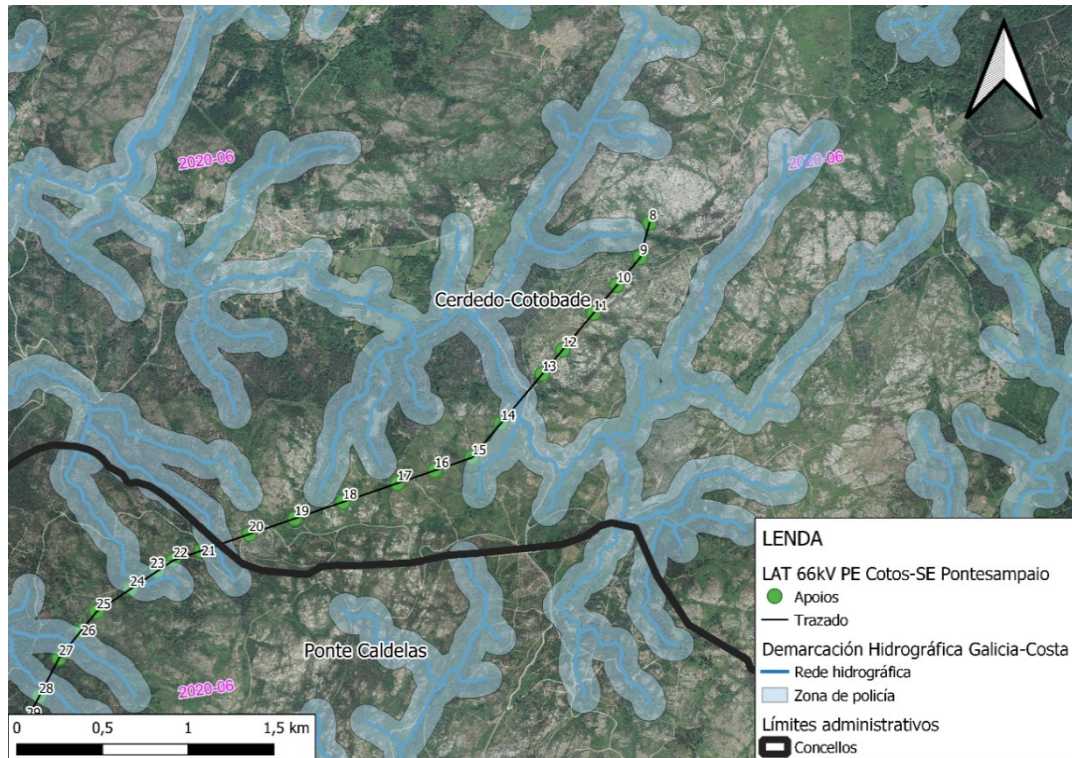 2020-06
2020-06
8
9
10
Cerdedo-Cotobade
11
12
13
14
15
16
17
18
19
20
21
22
23
24
25
26
27
28
29
Ponte Caldelas
2020-06
0 0,5 1 1,5 km
LENDA
LAT 66kV PE Cotos-SE Pontesampaio
Apoios
Trazado
Demarcación Hidrográfica Galicia-Costa
Rede hidrográfica
Zona de policía
Límites administrativos
Concellos